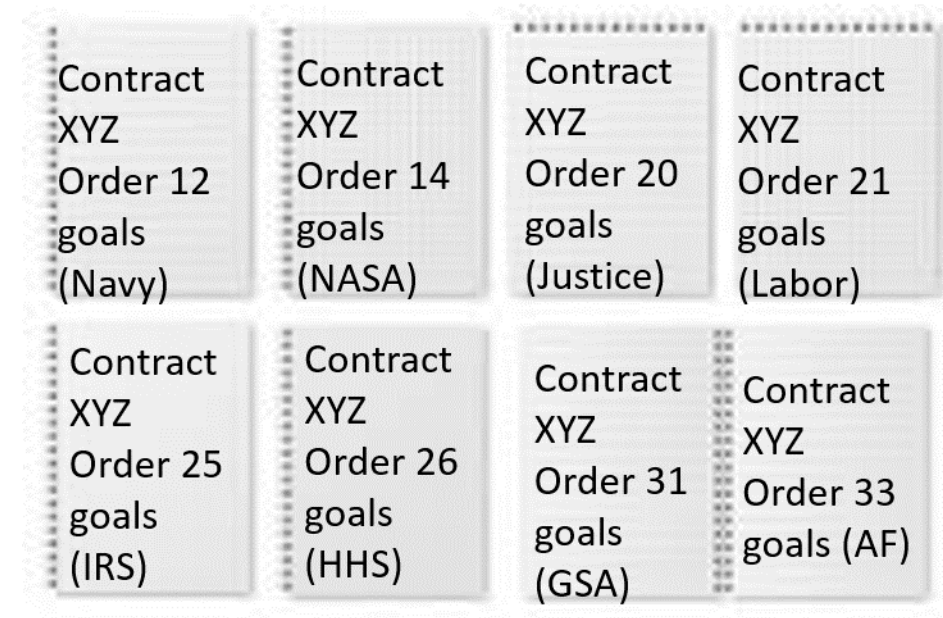 Contract
XYZ
Order 12
goals
(Navy)
Contract
XYZ
Order 14
goals
(NASA)
Contract
XYZ
Order 20
goals
(Justice)
Contract
XYZ
Order 21
goals
(Labor)
Contract
XYZ
Order 25
goals
(IRS)
Contract
XYZ
Order 26
goals
(HHS)
Contract
XYZ
Order 31
goals
(GSA)
Contract
XYZ
Order 33
goals (AF)